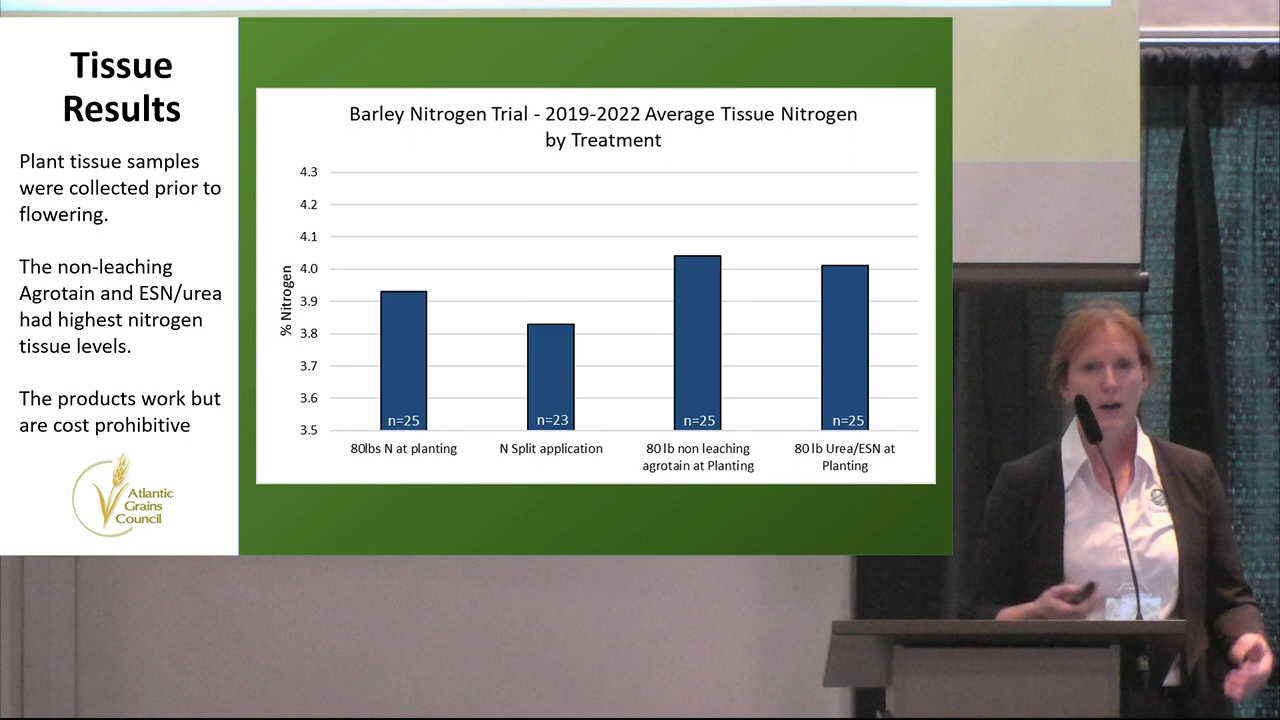 Tissue
Results
Plant tissue samples
were collected prior to
flowering.
The non-leaching
Agrotain and ESN/urea
had highest nitrogen
tissue levels.
The products work but
are cost prohibitive
Atlantic
Grains
Council
Barley Nitrogen Trial - 2019-2022 Average Tissue Nitrogen
by Treatment
% Nitrogen
4.3
4.2
4.1
4.0
3.9
3.8
3.7
3.6
3.5
n=25
n=23
n=25
n=25
80lbs N at planting
N Split application
80 lb non leaching
agrotain at Planting
80 lb Urea/ESN at
Planting